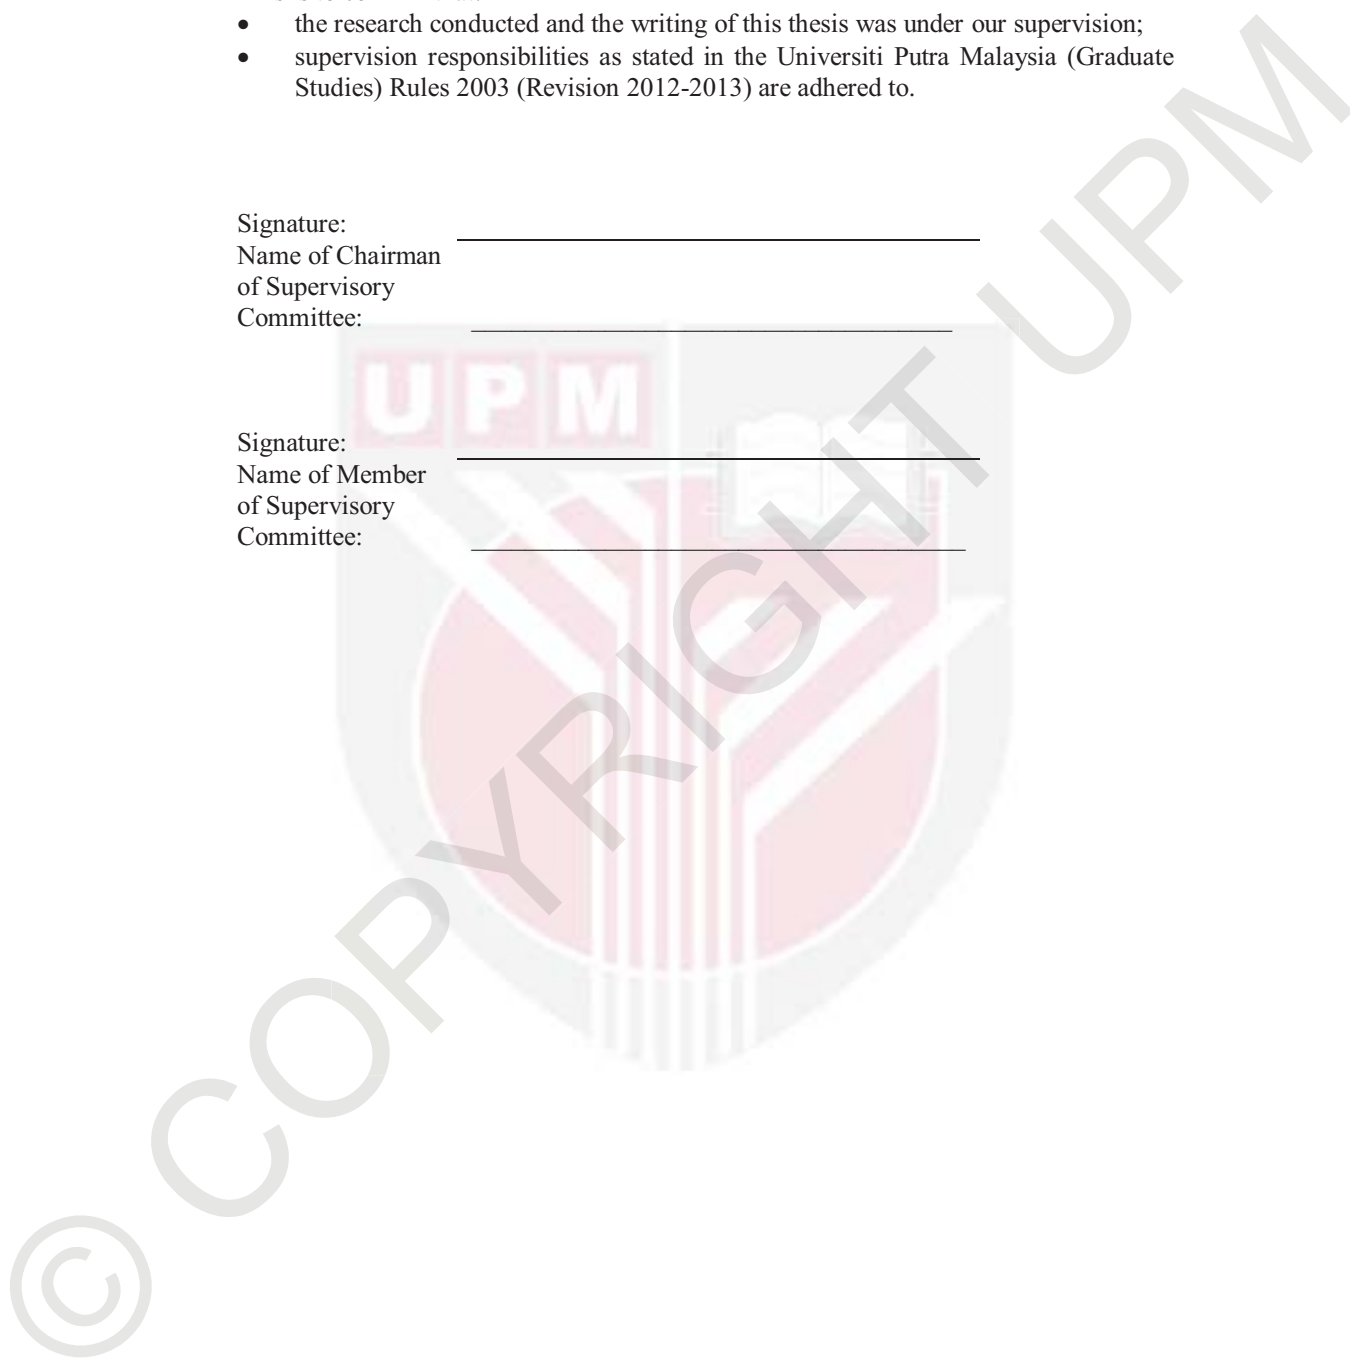 • the research conducted and the writing of this thesis was under our supervision;
• supervision responsibilities as stated in the Universiti Putra Malaysia (Graduate
Studies) Rules 2003 (Revision 2012-2013) are adhered to.
Signature:
Name of Chairman
of Supervisory
Committee:
UPM
Signature:
Name of Member
of Supervisory
Committee:
© COPYRIGHT UPM